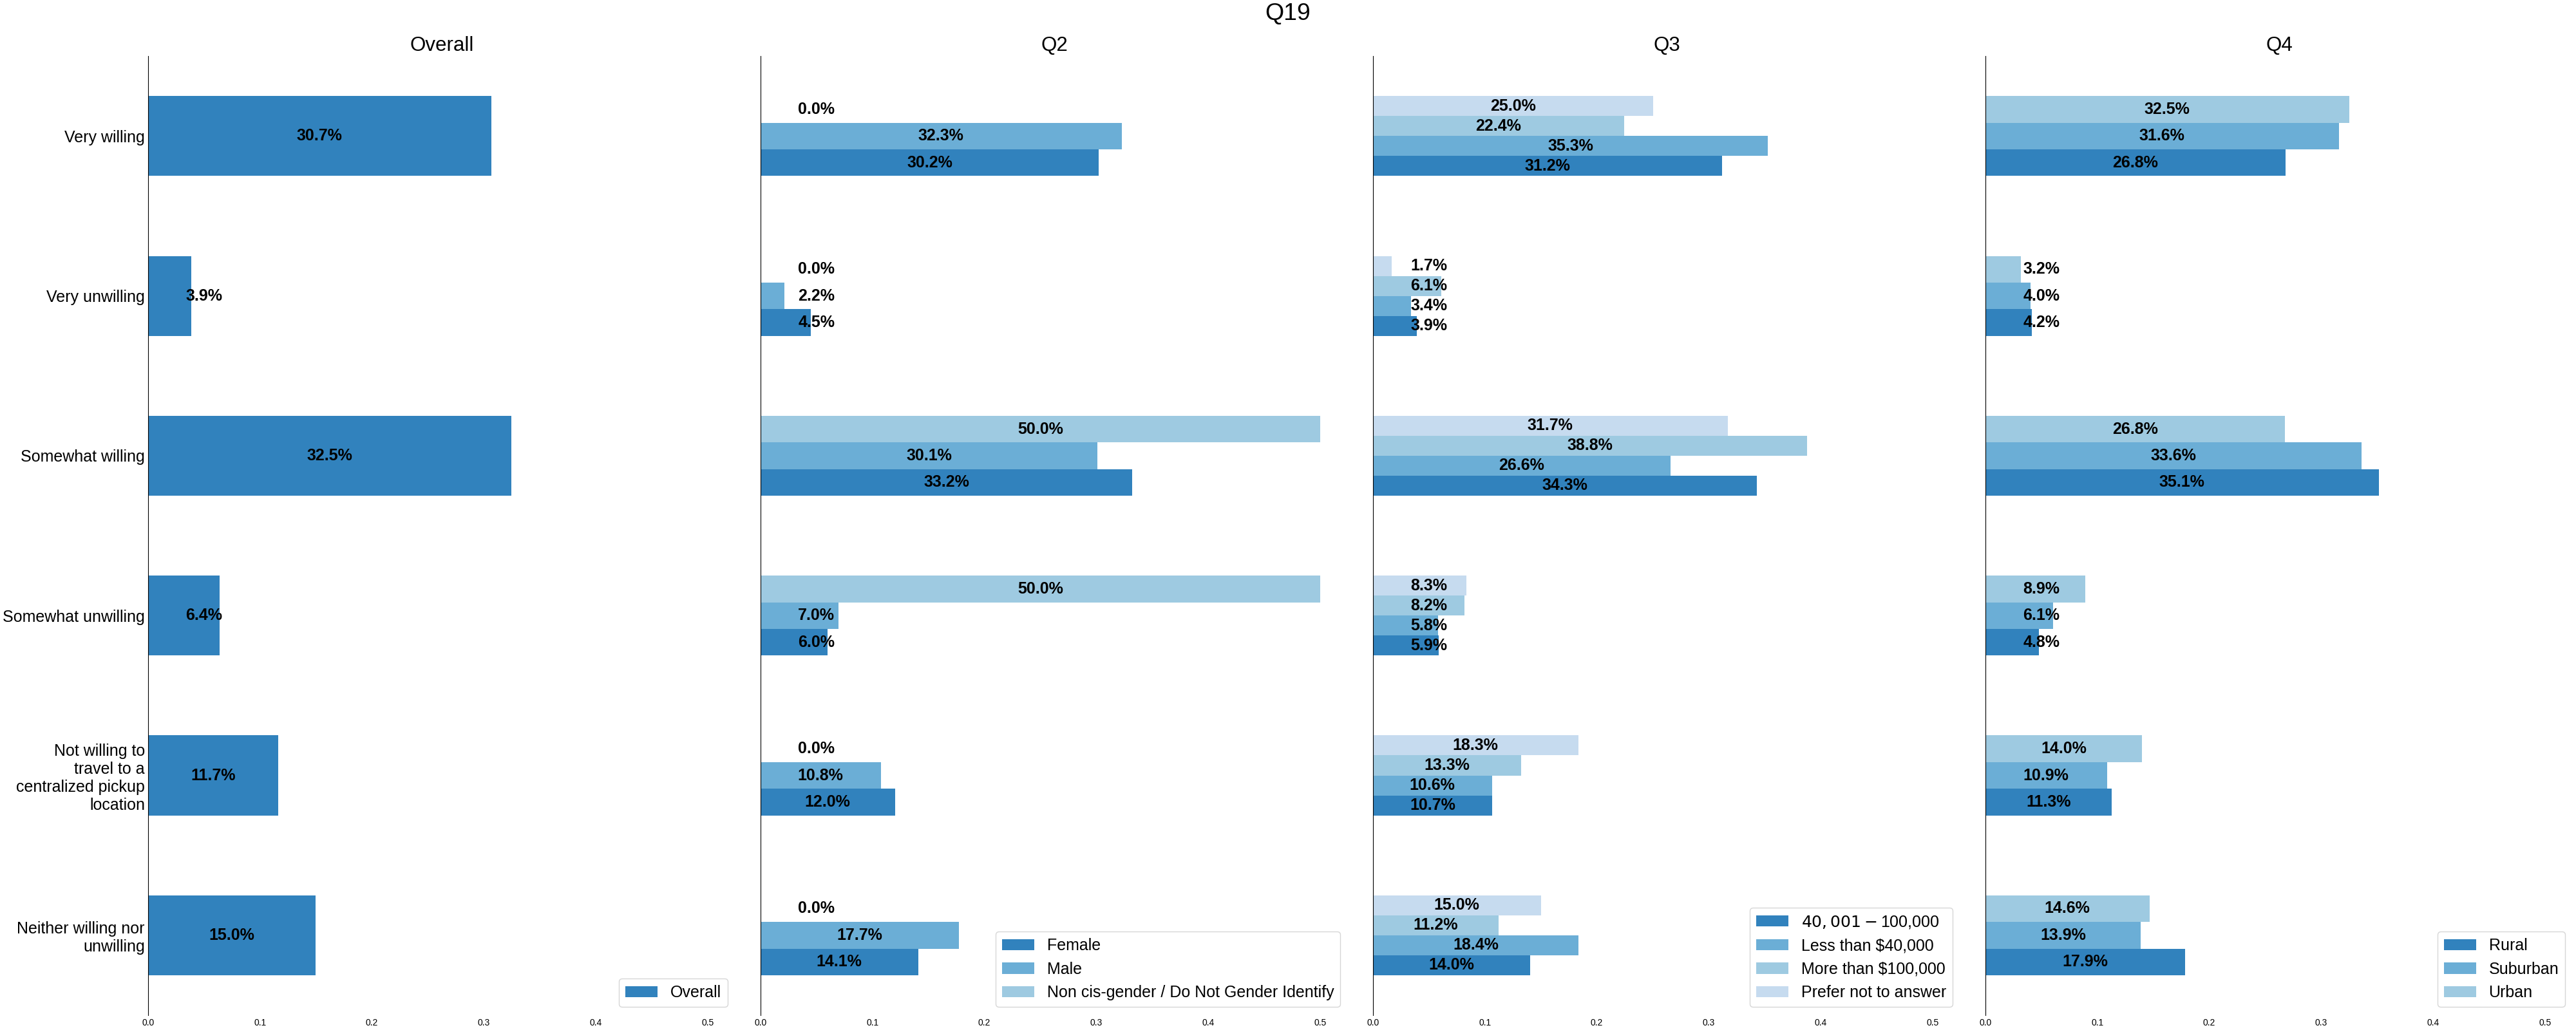 Q19
Overall
Q2
Q3
Q4
Very willing
30.7%
0.0%
32.3%
30.2%
25.0%
22.4%
35.3%
31.2%
32.5%
31.6%
26.8%
Very unwilling
3.9%
0.0%
2.2%
4.5%
1.7%
6.1%
3.4%
3.9%
3.2%
4.0%
4.2%
Somewhat willing
32.5%
50.0%
30.1%
33.2%
31.7%
38.8%
26.6%
34.3%
26.8%
33.6%
35.1%
Somewhat unwilling
6.4%
50.0%
7.0%
6.0%
8.3%
8.2%
5.8%
5.9%
8.9%
6.1%
4.8%
Not willing to
travel to a
centralized pickup
location
11.7%
0.0%
10.8%
12.0%
18.3%
13.3%
10.6%
10.7%
14.0%
10.9%
11.3%
Neither willing nor
unwilling
15.0%
0.0%
17.7%
14.1%
15.0%
11.2%
18.4%
14.0%
14.6%
13.9%
17.9%
Overall
Female
Male
Non cis-gender / Do Not Gender Identify
40,001-100,000
Less than $40,000
More than $100,000
Prefer not to answer
Rural
Suburban
Urban
0.0 0.1 0.2 0.3 0.4 0.5
0.0 0.1 0.2 0.3 0.4 0.5
0.0 0.1 0.2 0.3 0.4 0.5
0.0 0.1 0.2 0.3 0.4 0.5